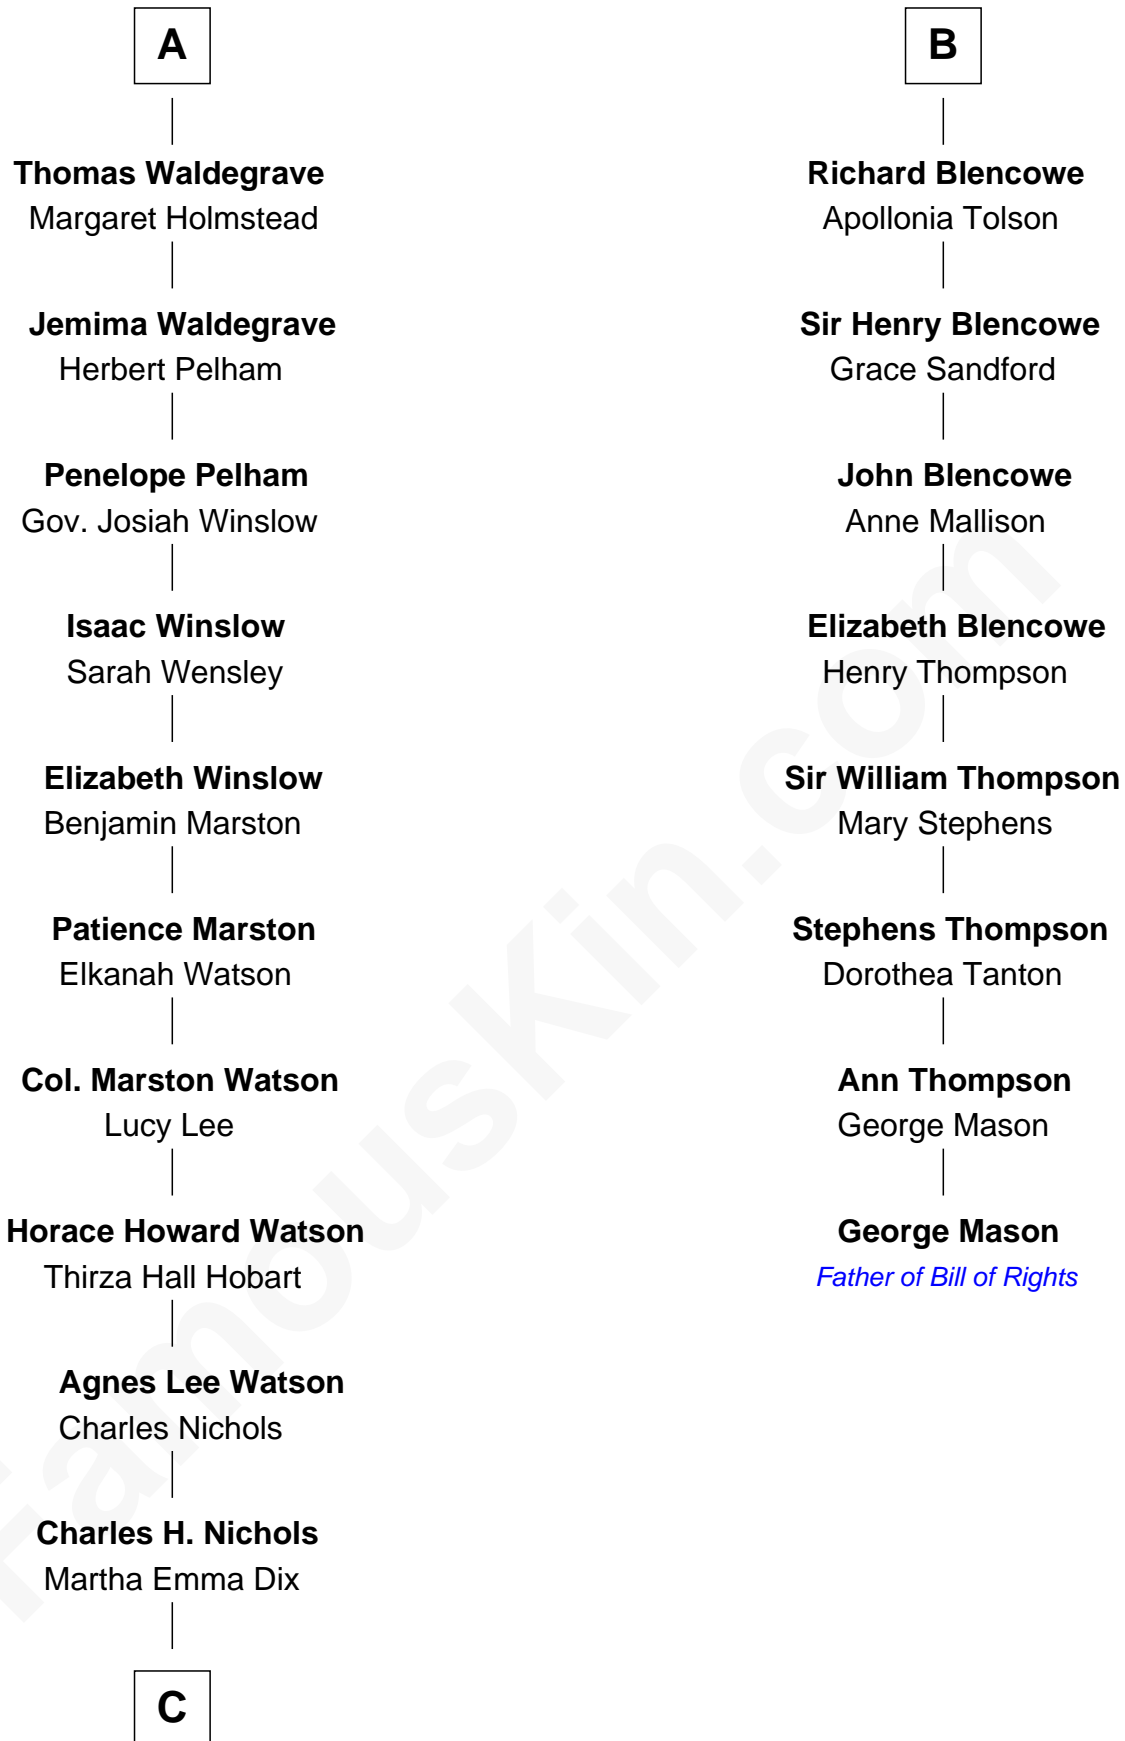 A
Thomas Waldegrave
Margaret Holmstead
Jemima Waldegrave
Herbert Pelham
Penelope Pelham
Gov. Josiah Winslow
Isaac Winslow
Sarah Wensley
Elizabeth Winslow
Benjamin Marston
Patience Marston
Elkanah Watson
Col. Marston Watson
Lucy Lee
Horace Howard Watson
Thirza Hall Hobart
Agnes Lee Watson
Charles Nichols
Charles H. Nichols
Martha Emma Dix
C
B
Richard Blencowe
Apollonia Tolson
Sir Henry Blencowe
Grace Sandford
John Blencowe
Anne Mallison
Elizabeth Blencowe
Henry Thompson
Sir William Thompson
Mary Stephens
Stephens Thompson
Dorothea Tanton
Ann Thompson
George Mason
George Mason
Father of Bill of Rights
FamousKin.com